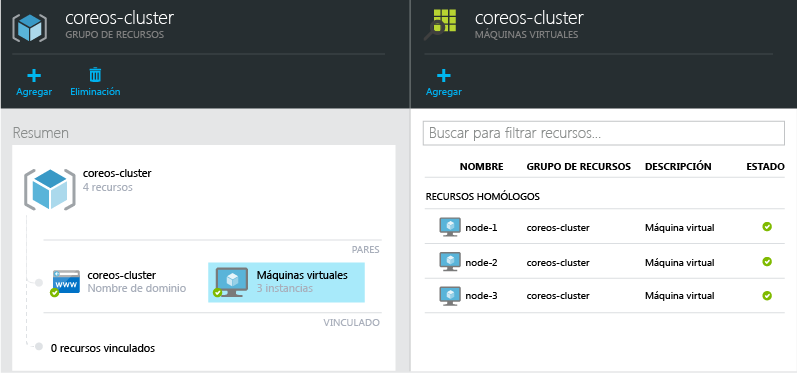 coreos-cluster
GRUPO DE RECURSOS
Agregar
Eliminación
Resumen
coreos-cluster
4 recursos
PARES
WWW
coreos-cluster
Nombre de dominio
Máquinas virtuales
3 instancias
VINCULADO
0 recursos vinculados
coreos-cluster
MÁQUINAS VIRTUALES
Agregar
Buscar para filtrar recursos...
NOMBRE GRUPO DE RECURSOS DESCRIPCIÓN ESTADO
RECURSOS HOMÓLOGOS
node-1 coreos-cluster Máquina virtual
node-2 coreos-cluster Máquina virtual
node-3 coreos-cluster Máquina virtual